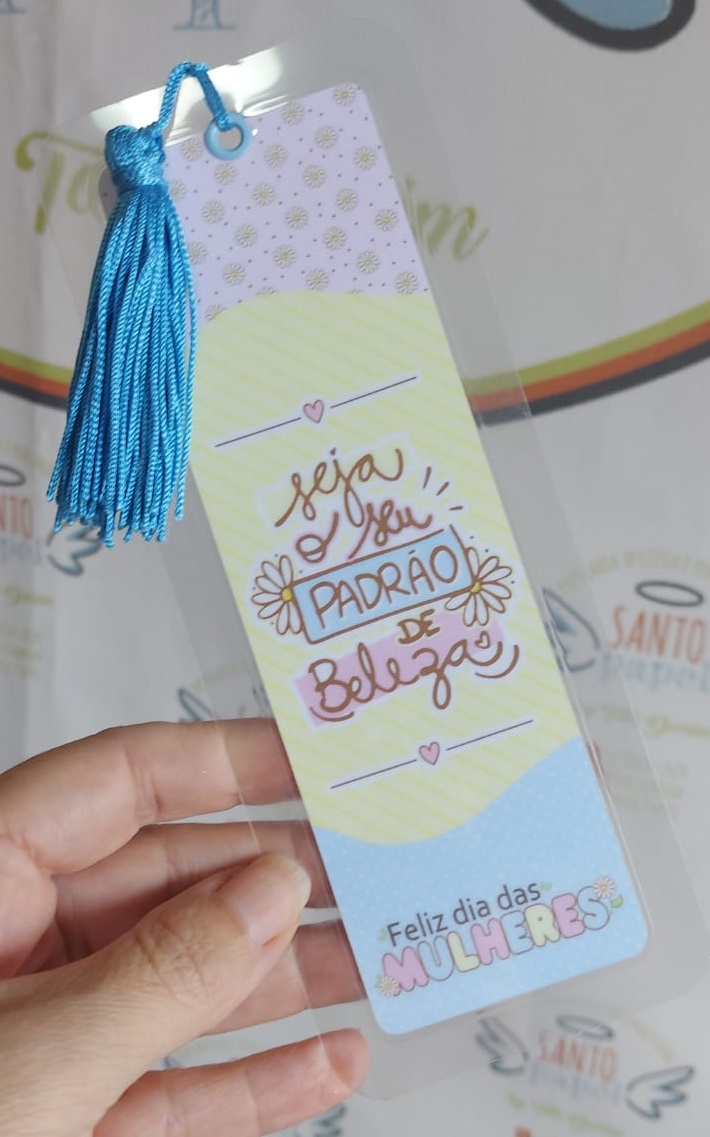 seja
o seu
PADRÃO
DE
Beleza
Feliz dia das
MULHERES
SANTO
papel
SANTO
papel